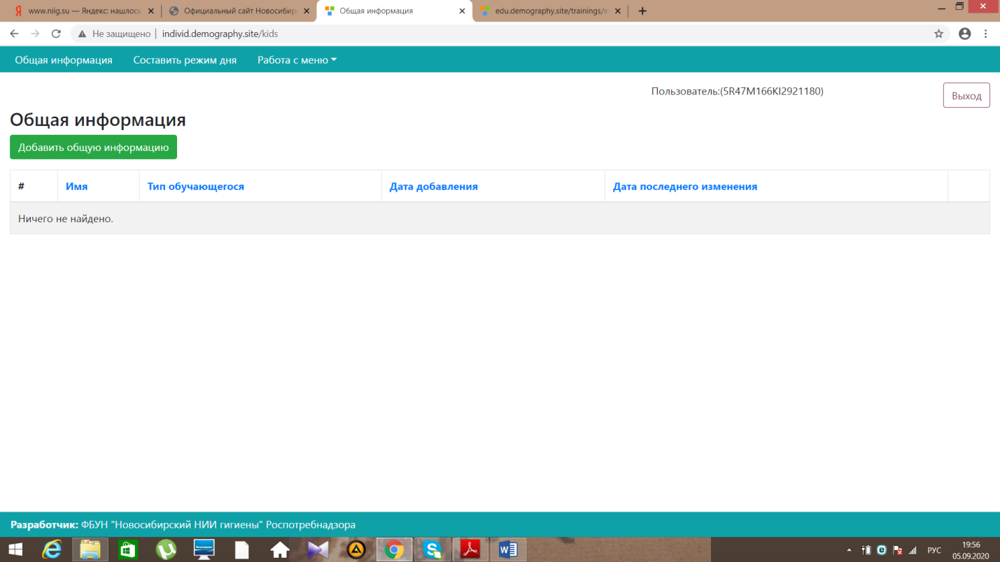 Я www.niig.su — Яндекс: нашлось
Официальный сайт Новосибир
Общая информация
edu.demography.site/trainings/e
Не защищено | individ.demography.site/kids
Общая информация Составить режим дня Работа с меню
Пользователь:(5R47M166KI2921180)
Выход
Общая информация
Добавить общую информацию
# Имя Тип обучающегося Дата добавления Дата последнего изменения
Ничего не найдено.
Разработчик: ФБУН "Новосибирский НИИ гигиены" Роспотребнадзора
РУС
19:56
05.09.2020